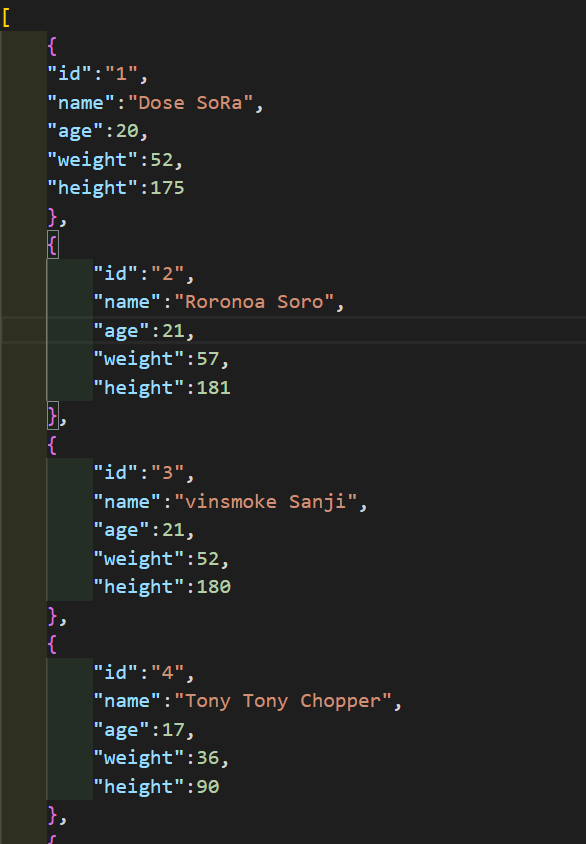 [
{
"id":"1",
"name":"Dose SoRa",
"age":20,
"weight":52,
"height":175
},
{
"id":"2",
"name":"Roronoa Soro",
"age":21,
"weight":57,
"height":181
},
{
"id":"3",
"name":"vinsmoke Sanji",
"age":21,
"weight":52,
"height":180
},
{
"id":"4",
"name":"Tony Tony Chopper",
"age":17,
"weight":36,
"height":90
},
{